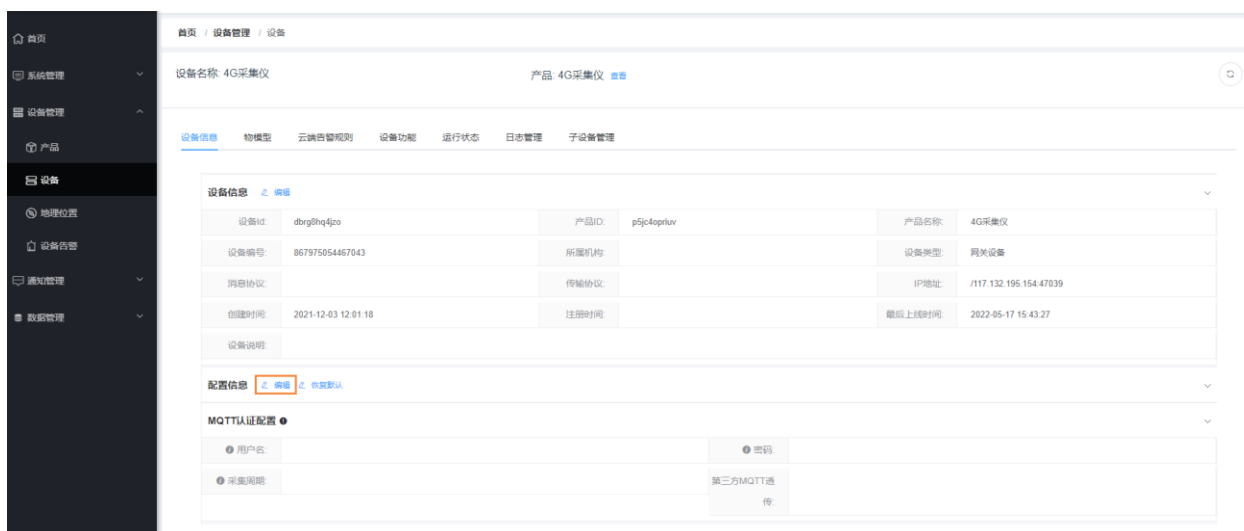 首页
系统管理
设备管理
产品
设备
地理位置
设备告警
通知管理
数据管理
首页 / 设备管理 / 设备
设备名称: 4G采集仪 产品: 4G采集仪 查看
设备信息 物模型 云端告警规则 设备功能 运行状态 日志管理 子设备管理
设备信息 编辑
设备Id: dbrg8hq4jzo 产品ID: p5jc4opriuv 产品名称: 4G采集仪
设备编号: 867975054467043 所属机构: 设备类型: 网关设备
消息协议: 传输协议: IP地址: /117.132.195.154:47039
创建时间: 2021-12-03 12:01:18 注册时间: 最后上线时间: 2022-05-17 15:43:27
设备说明:
配置信息 编辑 恢复默认
MQTT认证配置
用户名: 密码:
采集周期: 第三方MQTT透
传: